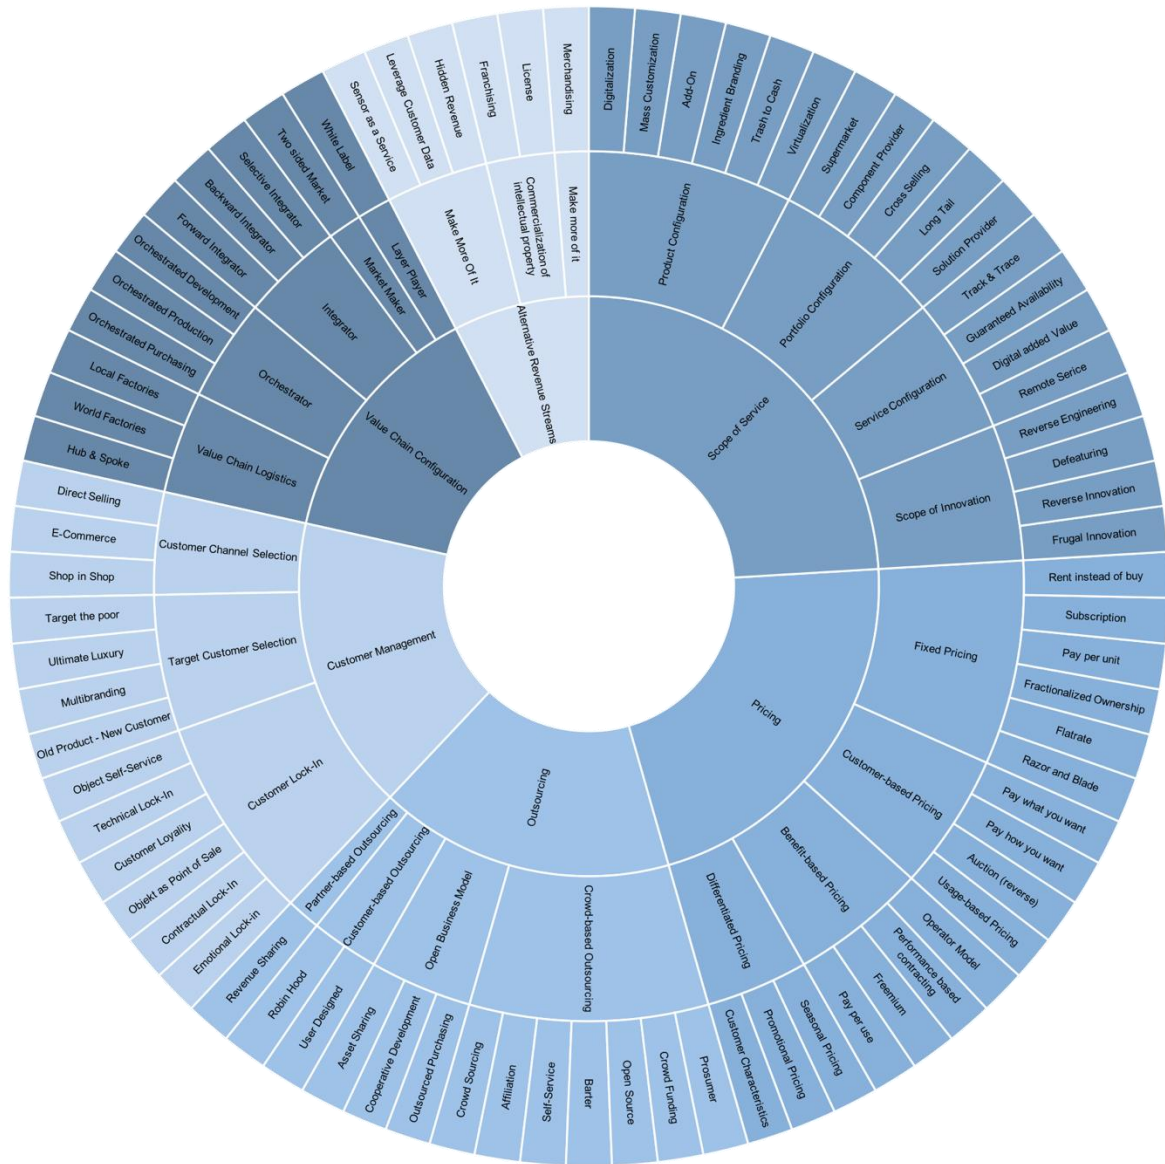 Alternative Revenue Streams
Make More Of It
Sensor as a Service
Leverage Customer Data
Hidden Revenue
Commercialization of
intellectual property
Franchising
License
Make more of it
Merchandising
Scope of Service
Product Configuration
Digitalization
Mass Customization
Add-On
Ingredient Branding
Trash to Cash
Virtualization
Portfolio Configuration
Supermarket
Component Provider
Cross Selling
Long Tail
Solution Provider
Service Configuration
Track & Trace
Guaranteed Availability
Digital added Value
Remote Serice
Scope of Innovation
Reverse Engineering
Defeaturing
Reverse Innovation
Frugal Innovation
Pricing
Fixed Pricing
Rent instead of buy
Subscription
Pay per unit
Fractionalized Ownership
Flatrate
Razor and Blade
Customer-based Pricing
Pay what you want
Pay how you want
Auction (reverse)
Usage-based Pricing
Benefit-based Pricing
Operator Model
Performance based
contracting
Freemium
Pay per use
Differentiated Pricing
Seasonal Pricing
Promotional Pricing
Customer Characteristics
Outsourcing
Crowd-based Outsourcing
Prosumer
Crowd Funding
Open Source
Barter
Self-Service
Affiliation
Crowd Sourcing
Open Business Model
Outsourced Purchasing
Cooperative Development
Asset Sharing
Customer-based Outsourcing
User Designed
Robin Hood
Partner-based Outsourcing
Revenue Sharing
Customer Management
Customer Lock-In
Emotional Lock-in
Contractual Lock-In
Objekt as Point of Sale
Customer Loyality
Technical Lock-In
Object Self-Service
Target Customer Selection
Old Product - New Customer
Multibranding
Ultimate Luxury
Target the poor
Customer Channel Selection
Shop in Shop
E-Commerce
Direct Selling
Value Chain Configuration
Value Chain Logistics
Hub & Spoke
World Factories
Local Factories
Orchestrator
Orchestrated Purchasing
Orchestrated Production
Orchestrated Development
Integrator
Forward Integrator
Backward Integrator
Selective Integrator
Market Maker
Two sided Market
Layer Player
White Label